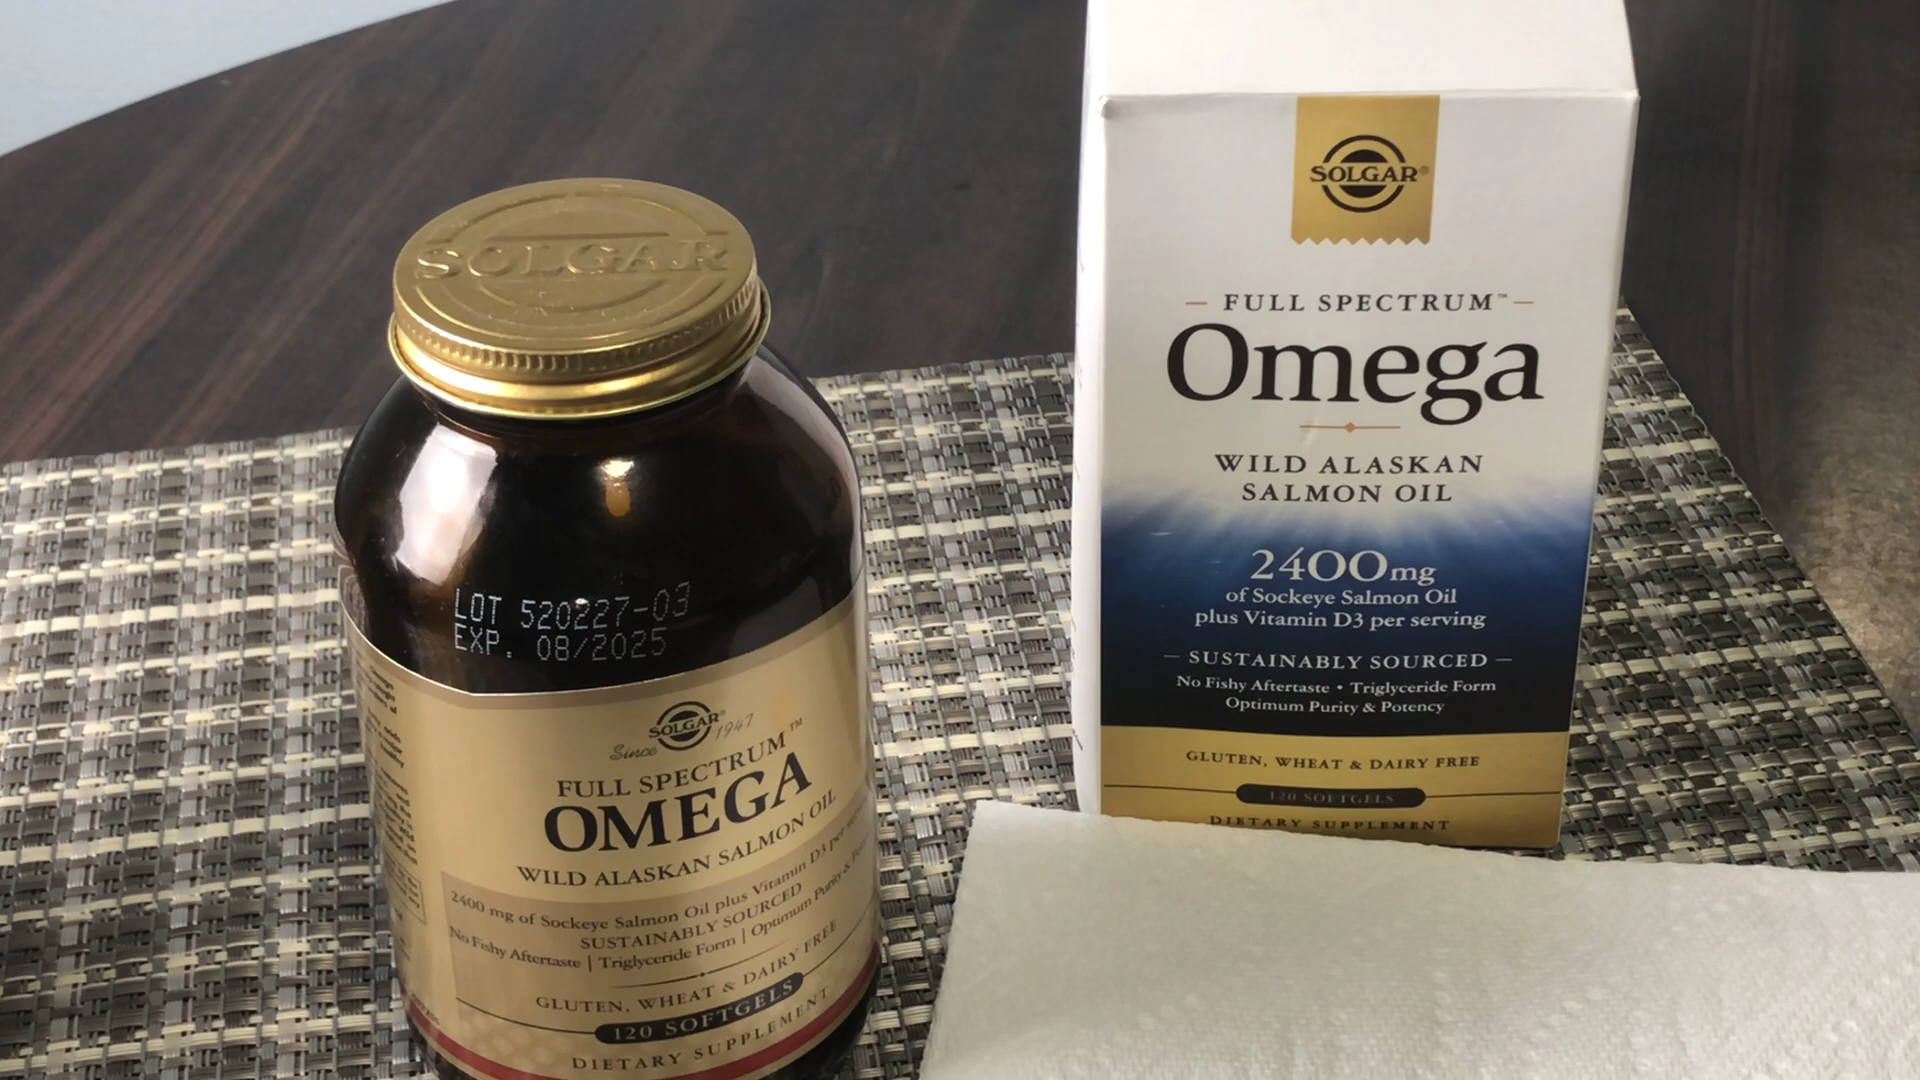 SOLGAR
LOT 520227-03
EXP. 08/2025
SOLGAR®
Since 1947
FULL SPECTRUM™
OMEGA
WILD ALASKAN SALMON OIL
2400 mg of Sockeye Salmon Oil plus Vitamin D3 per
SUSTAINABLY SOURCED
No Fishy Aftertaste | Triglyceride Form | Optimum Purity &
GLUTEN, WHEAT & DAIRY FREE
120 SOFTGELS
DIETARY SUPPLEMENT
SOLGAR®
FULL SPECTRUM™
Omega
WILD ALASKAN
SALMON OIL
2400mg
of Sockeye Salmon Oil
plus Vitamin D3 per serving
SUSTAINABLY SOURCED
No Fishy Aftertaste • Triglyceride Form
Optimum Purity & Potency
GLUTEN, WHEAT & DAIRY FREE
120 SOFTGELS
DIETARY SUPPLEMENT